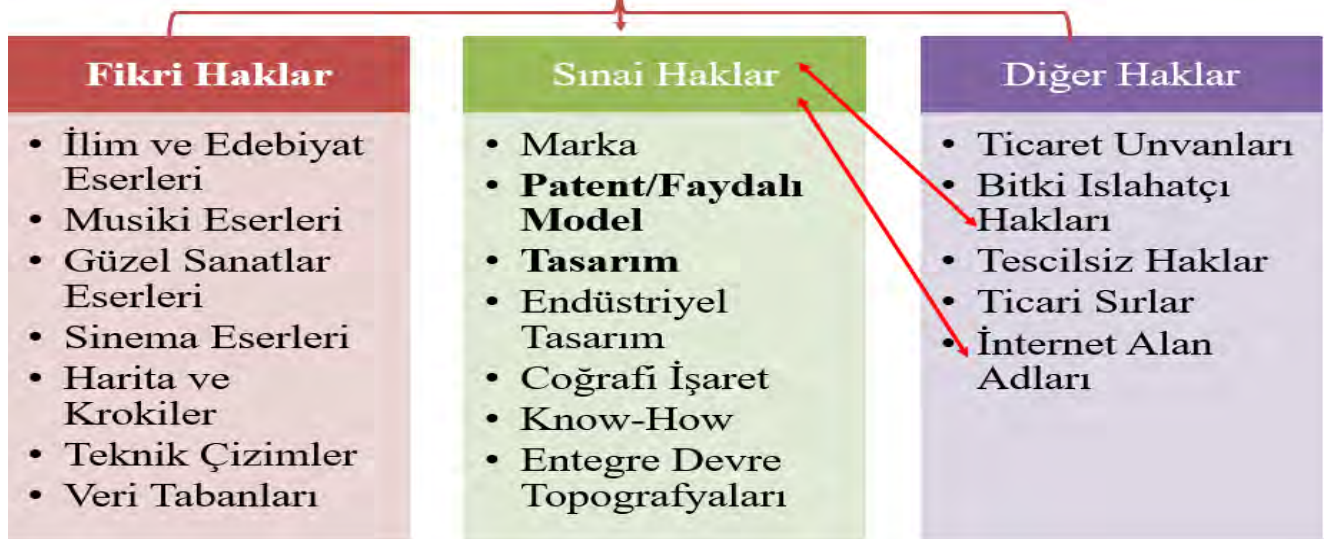 Fikri Haklar
• İlim ve Edebiyat
Eserleri
• Musiki Eserleri
• Güzel Sanatlar
Eserleri
• Sinema Eserleri
• Harita ve
Krokiler
• Teknik Çizimler
• Veri Tabanları
Sınai Haklar
• Marka
• Patent/Faydalı
Model
• Tasarım
• Endüstriyel
Tasarım
• Coğrafi İşaret
• Know-How
• Entegre Devre
Topografyaları
Diğer Haklar
• Ticaret Unvanları
• Bitki Islahatçı
Hakları
• Tescilsiz Haklar
• Ticari Sırlar
• İnternet Alan
Adları